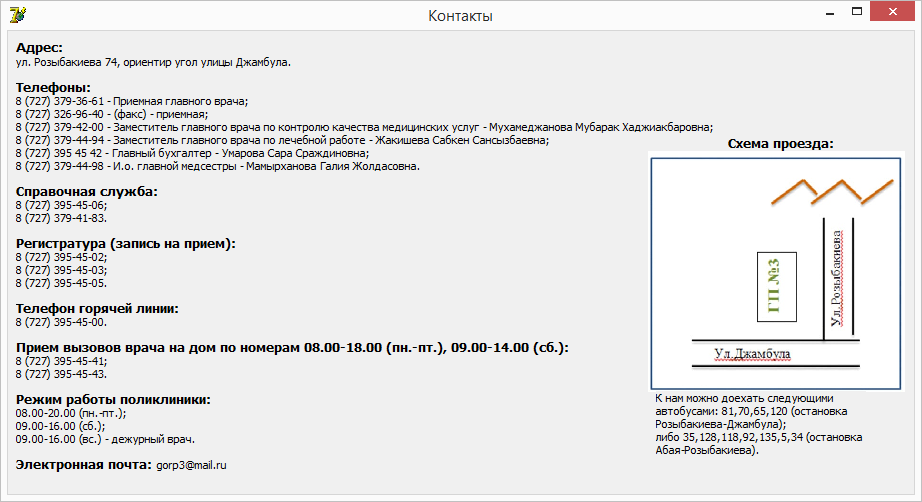 Контакты
Адрес:
ул. Розыбакиева 74, ориентир угол улицы Джамбула.
Телефоны:
8 (727) 379-36-61 - Приемная главного врача;
8 (727) 326-96-40 - (факс) - приемная;
8 (727) 379-42-00 - Заместитель главного врача по контролю качества медицинских услуг - Мухамеджанова Мубарак Хаджиакбаровна;
8 (727) 379-44-94 - Заместитель главного врача по лечебной работе - Жакишева Сабкен Сансызбаевна;
8 (727) 395 45 42 - Главный бухгалтер - Умарова Сара Сраждиновна;
8 (727) 379-44-98 - И.о. главной медсестры - Мамырханова Галия Жолдасовна.
Справочная служба:
8 (727) 395-45-06;
8 (727) 379-41-83.
Регистратура (запись на прием):
8 (727) 395-45-02;
8 (727) 395-45-03;
8 (727) 395-45-05.
Телефон горячей линии:
8 (727) 395-45-00.
Прием вызовов врача на дом по номерам 08.00-18.00 (пн.-пт.), 09.00-14.00 (сб.):
8 (727) 395-45-41;
8 (727) 395-45-43.
Режим работы поликлиники:
08.00-20.00 (пн.-пт.);
09.00-16.00 (сб.);
09.00-16.00 (вс.) - дежурный врач.
Электронная почта: gorp3@mail.ru
Схема проезда:
ГП №3
Ул.Розыбакиева
Ул.Джамбула
К нам можно доехать следующими
автобусами: 81,70,65,120 (остановка
Розыбакиева-Джамбула);
либо 35,128,118,92,135,5,34 (остановка
Абая-Розыбакиева).